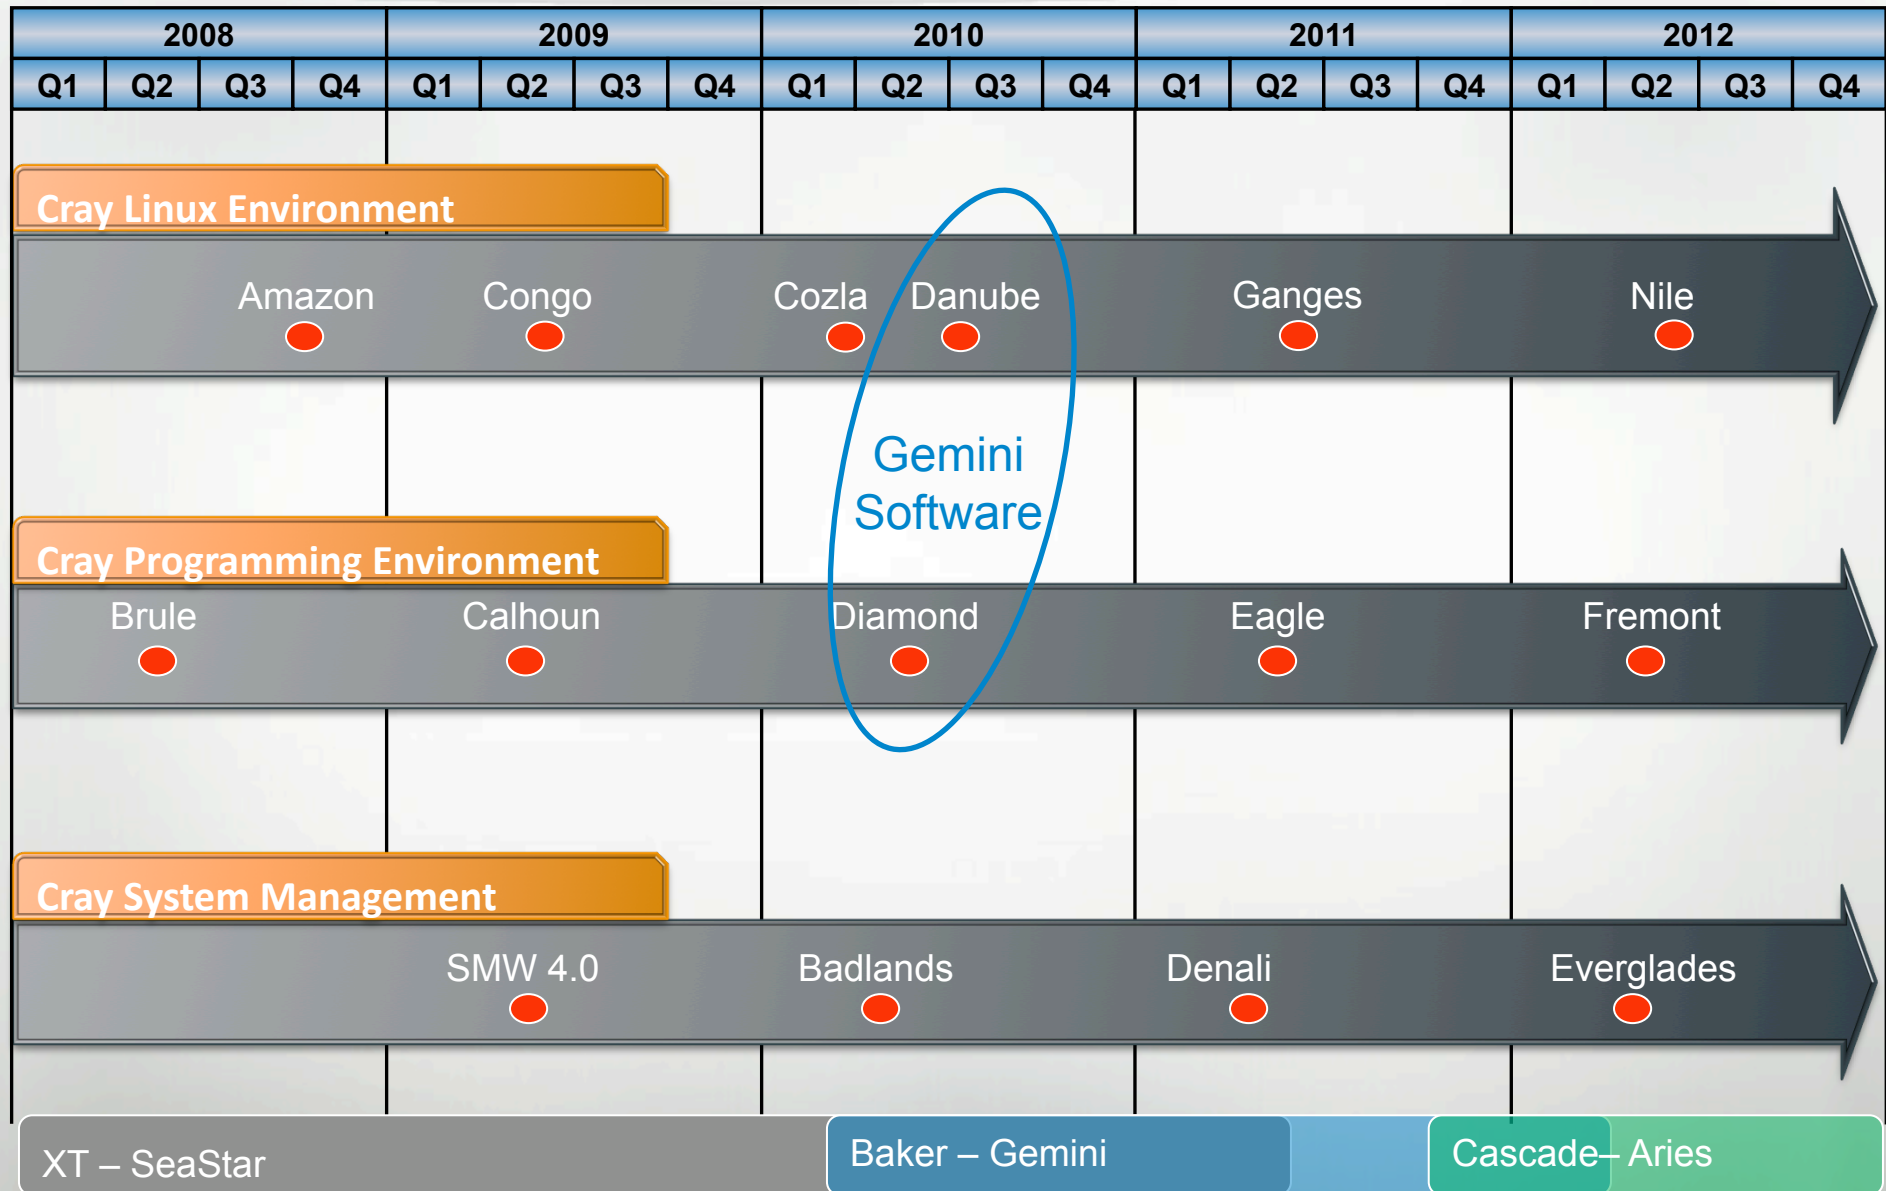 2008 2009 2010 2011 2012
Q1 Q2 Q3 Q4 Q1 Q2 Q3 Q4 Q1 Q2 Q3 Q4 Q1 Q2 Q3 Q4 Q1 Q2 Q3 Q4
Cray Linux Environment
Amazon Congo Cozla Danube Ganges Nile
Gemini
Software
Cray Programming Environment
Brule Calhoun Diamond Eagle Fremont
Cray System Management
SMW 4.0 Badlands Denali Everglades
XT – SeaStar Baker – Gemini Cascade– Aries